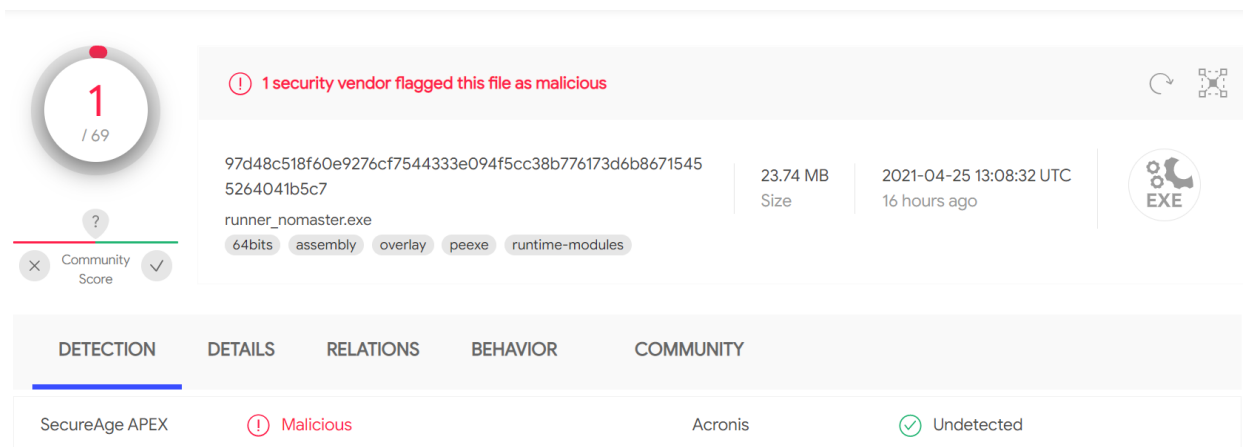 1
/ 69
1 security vendor flagged this file as malicious
97d48c518f60e9276cf7544333e094f5cc38b776173d6b8671545
5264041b5c7
runner_nomaster.exe
64bits assembly overlay peexe runtime-modules
23.74 MB
Size
2021-04-25 13:08:32 UTC
16 hours ago
EXE
?
Community
Score
DETECTION DETAILS RELATIONS BEHAVIOR COMMUNITY
SecureAge APEX Malicious Acronis Undetected